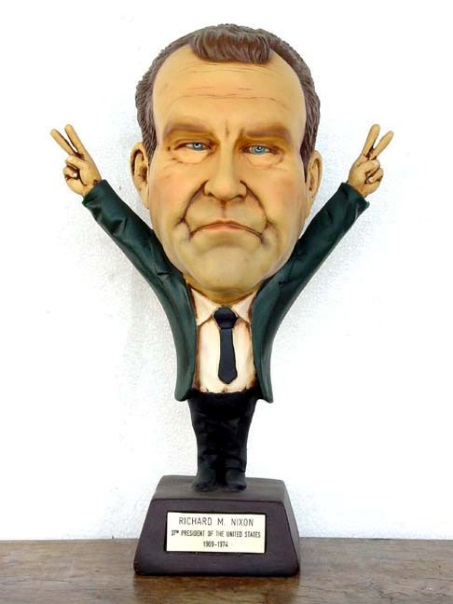 RICHARD M. NIXON
37TH PRESIDENT OF THE UNITED STATES
1969-1974